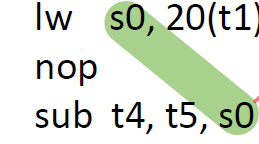 lw s0, 20(t1)
nop
sub t4, t5, s0